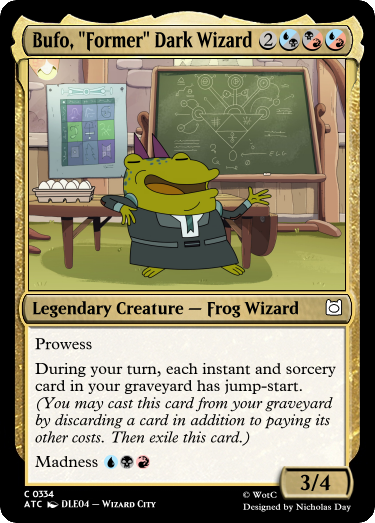 Bufo, "Former" Dark Wizard 2
Legendary Creature — Frog Wizard
Prowess
During your turn, each instant and sorcery
card in your graveyard has jump-start.
(You may cast this card from your graveyard
by discarding a card in addition to paying its
other costs. Then exile this card.)
Madness
3/4
C 0334
ATC DLE04 – Wizard City
© WotC
Designed by Nicholas Day